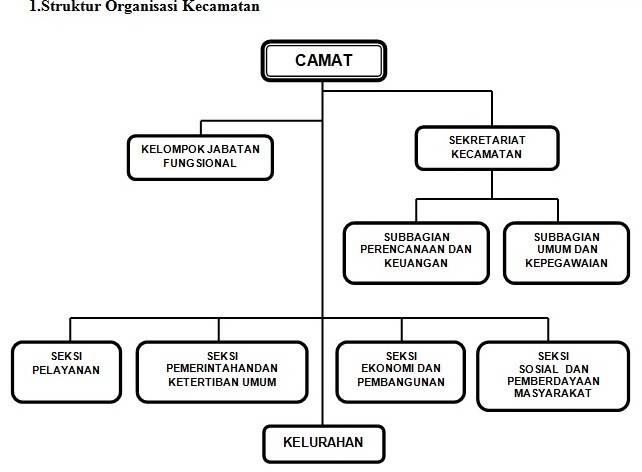 1.Struktur Organisasi Kecamatan
CAMAT
KELOMPOK JABATAN
FUNGSIONAL
SEKRETARIAT
KECAMATAN
SUBBAGIAN
PERENCANAAN DAN
KEUANGAN
SUBBAGIAN
UMUM DAN
KEPEGAWAIAN
SEKSI
PELAYANAN
SEKSI
PEMERINTAHANDAN
KETERTIBAN UMUM
SEKSI
EKONOMI DAN
PEMBANGUNAN
SEKSI
SOSIAL DAN
PEMBERDAYAAN
MASYARAKAT
KELURAHAN